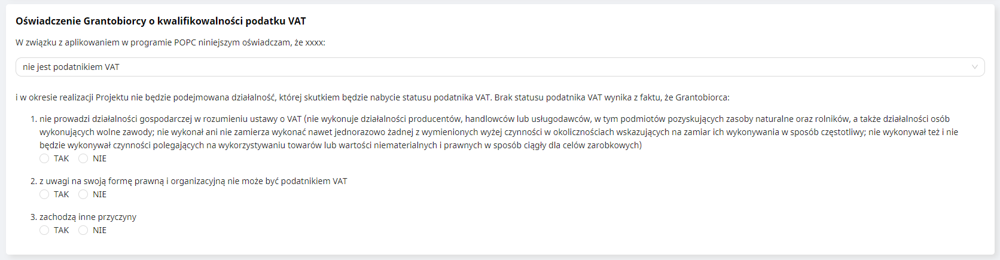 Oświadczenie Grantobiorcy o kwalifikowalności podatku VAT
W związku z aplikowaniem w programie POPC niniejszym oświadczam, że xxxx:
nie jest podatnikiem VAT
i w okresie realizacji Projektu nie będzie podejmowana działalność, której skutkiem będzie nabycie statusu podatnika VAT. Brak statusu podatnika VAT wynika z faktu, że Grantobiorca:
1. nie prowadzi działalności gospodarczej w rozumieniu ustawy o VAT (nie wykonuje działalności producentów, handlowców lub usługodawców, w tym podmiotów pozyskujących zasoby naturalne oraz rolników, a także działalności osób
wykonujących wolne zawody; nie wykonał ani nie zamierza wykonać nawet jednorazowo żadnej z wymienionych wyżej czynności w okolicznościach wskazujących na zamiar ich wykonywania w sposób częstotliwy; nie wykonywał też i nie
będzie wykonywał czynności polegających na wykorzystywaniu towarów lub wartości niematerialnych i prawnych w sposób ciągły dla celów zarobkowych)
TAK NIE
2. z uwagi na swoją formę prawną i organizacyjną nie może być podatnikiem VAT
TAK NIE
3. zachodzą inne przyczyny
TAK NIE